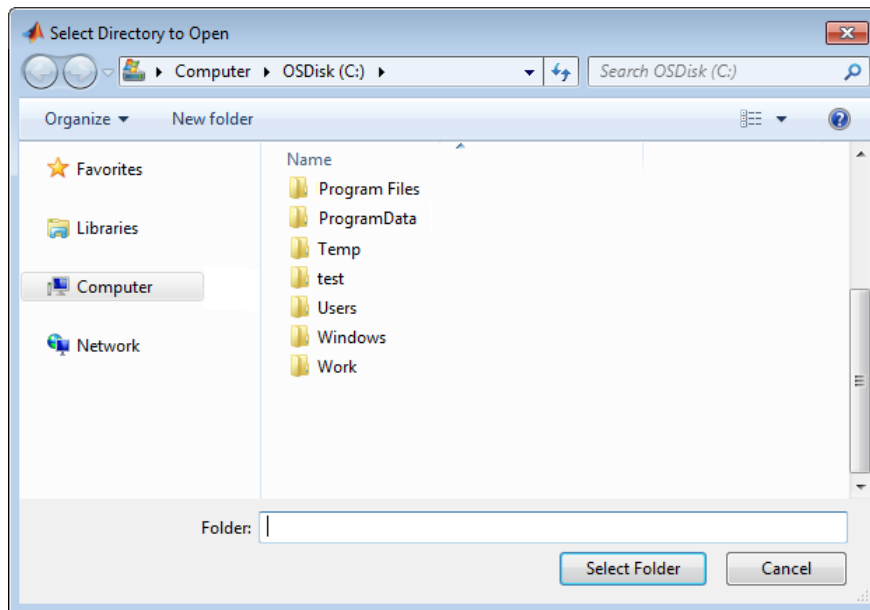 Select Directory to Open
Computer OSDisk (C:) Search OSDisk (C:)
Organize New folder
Favorites
Libraries
Computer
Network
Name
Program Files
ProgramData
Temp
test
Users
Windows
Work
Folder:
Select Folder Cancel